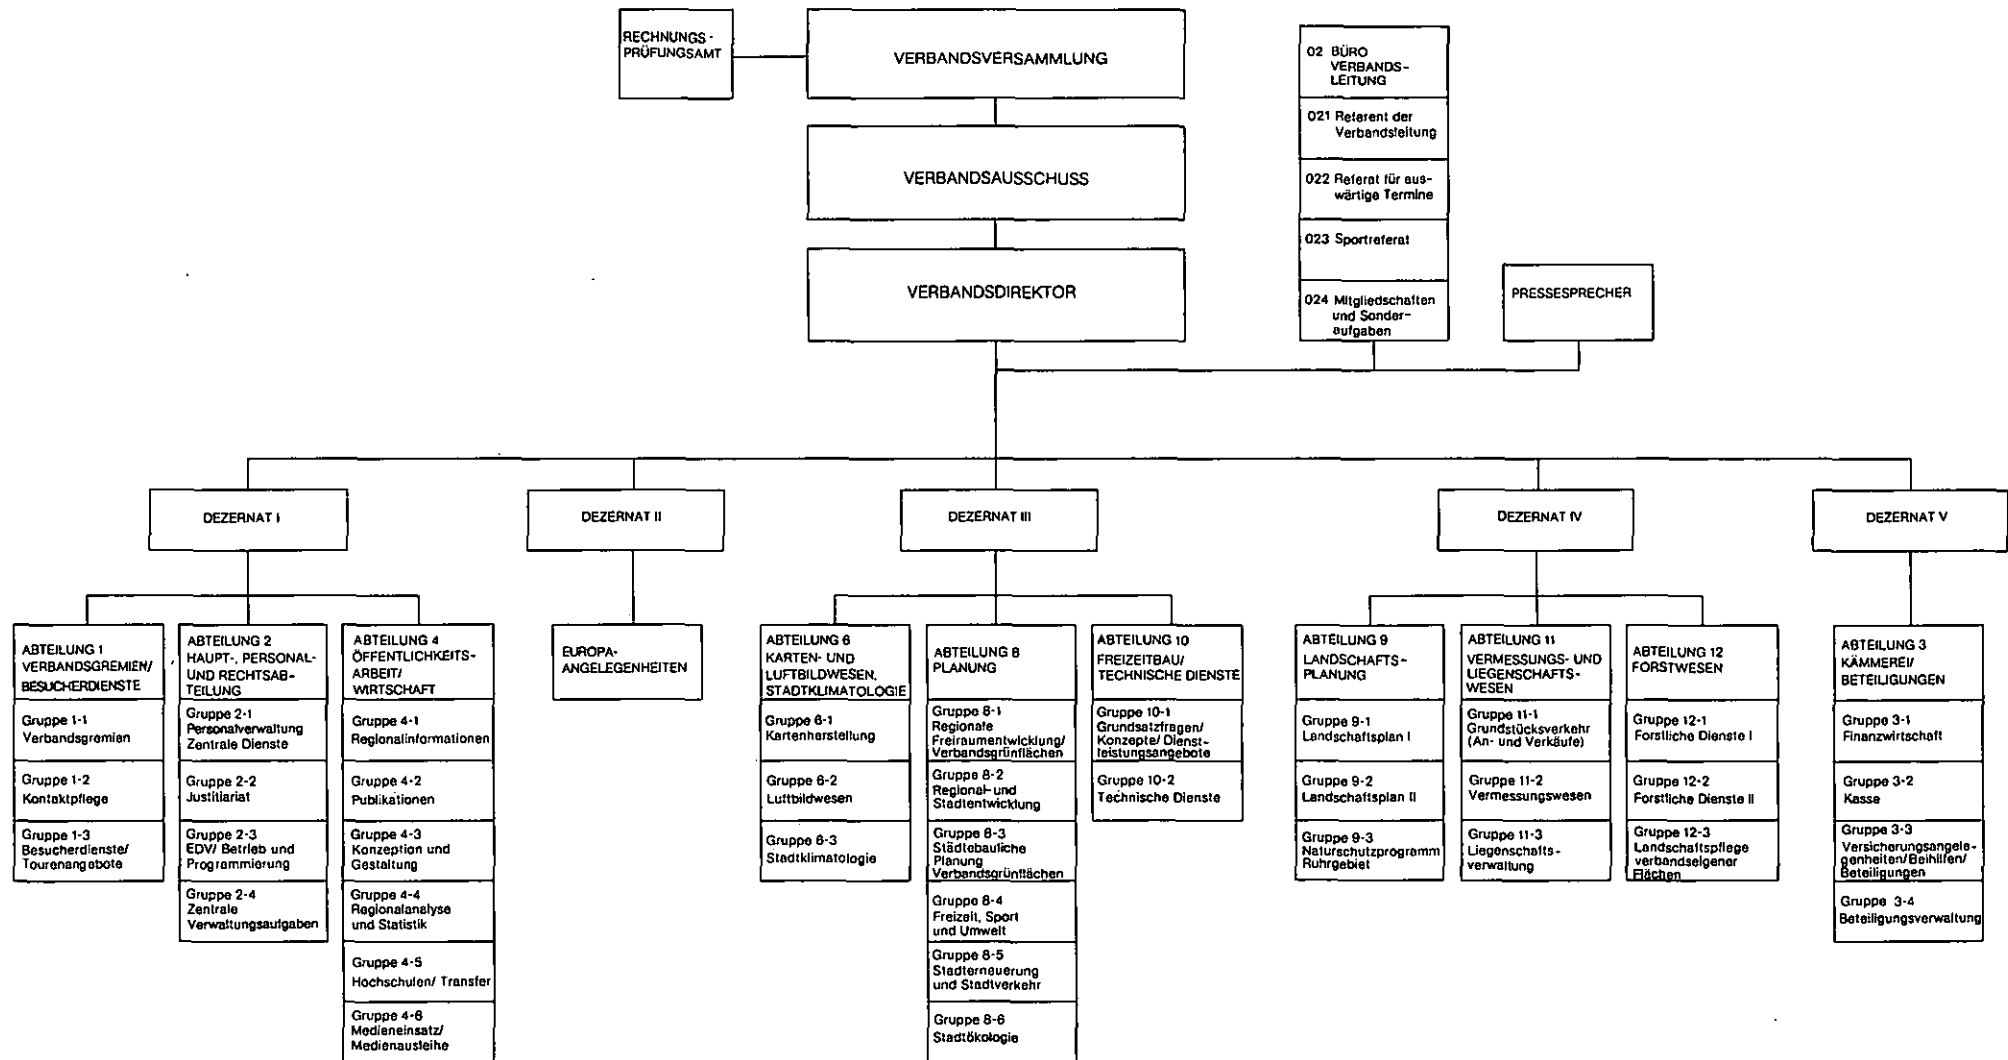 RECHNUNGS-
PRÜFUNGSAMT
VERBANDSVERSAMMLUNG
VERBANDSAUSSCHUSS
VERBANDSDIREKTOR
02 BÜRO
VERBANDS-
LEITUNG
021 Referent der
Verbandsleitung
022 Referat für aus-
wärtige Termine
023 Sportreferat
024 Mitgliedschaften
und Sonder-
aufgaben
PRESSESPRECHER
DEZERNAT I
DEZERNAT II
DEZERNAT III
DEZERNAT IV
DEZERNAT V
ABTEILUNG 1
VERBANDSGREMIEN/
BESUCHERDIENSTE
Gruppe 1-1
Verbandsgremien
Gruppe 1-2
Kontaktpflege
Gruppe 1-3
Besucherdienste/
Tourenangebote
ABTEILUNG 2
HAUPT-, PERSONAL-
UND RECHTSAB-
TEILUNG
Gruppe 2-1
Personalverwaltung
Zentrale Dienste
Gruppe 2-2
Justitiariat
Gruppe 2-3
EDV/ Betrieb und
Programmierung
Gruppe 2-4
Zentrale
Verwaltungsaufgaben
ABTEILUNG 4
ÖFFENTLICHKEITS-
ARBEIT/
WIRTSCHAFT
Gruppe 4-1
Regionalinformationen
Gruppe 4-2
Publikationen
Gruppe 4-3
Konzeption und
Gestaltung
Gruppe 4-4
Regionalanalyse
und Statistik
Gruppe 4-5
Hochschulen/ Transfer
Gruppe 4-6
Medieneinsatz/
Medienausleihe
EUROPA-
ANGELEGENHEITEN
ABTEILUNG 6
KARTEN- UND
LUFTBILDWESEN,
STADTKLIMATOLOGIE
Gruppe 6-1
Kartenherstellung
Gruppe 6-2
Luftbildwesen
Gruppe 6-3
Stadtklimatologie
ABTEILUNG 8
PLANUNG
Gruppe 8-1
Regionale
Freiraumentwicklung/
Verbandsgrünflächen
Gruppe 8-2
Regional- und
Stadtentwicklung
Gruppe 8-3
Städtebauliche
Planung
Verbandsgrünflächen
Gruppe 8-4
Freizeit, Sport
und Umwelt
Gruppe 8-5
Stadterneuerung
und Stadtverkehr
Gruppe 8-6
Stadtökologie
ABTEILUNG 10
FREIZEITBAU/
TECHNISCHE DIENSTE
Gruppe 10-1
Grundsatzfragen/
Konzepte/ Dienst-
leistungsangebote
Gruppe 10-2
Technische Dienste
ABTEILUNG 9
LANDSCHAFTS-
PLANUNG
Gruppe 9-1
Landschaftsplan I
Gruppe 9-2
Landschaftsplan II
Gruppe 9-3
Naturschutzprogramm
Ruhrgebiet
ABTEILUNG 11
VERMESSUNGS- UND
LIEGENSCHAFTS-
WESEN
Gruppe 11-1
Grundstücksverkehr
(An- und Verkäufe)
Gruppe 11-2
Vermessungswesen
Gruppe 11-3
Liegenschafts-
verwaltung
ABTEILUNG 12
FORSTWESEN
Gruppe 12-1
Forstliche Dienste I
Gruppe 12-2
Forstliche Dienste II
Gruppe 12-3
Landschaftspflege
verbandseigener
Flächen
ABTEILUNG 3
KÄMMEREI/
BETEILIGUNGEN
Gruppe 3-1
Finanzwirtschaft
Gruppe 3-2
Kasse
Gruppe 3-3
Versicherungsangele-
genheiten/Beihilfen/
Beteiligungen
Gruppe 3-4
Beteiligungsverwaltung